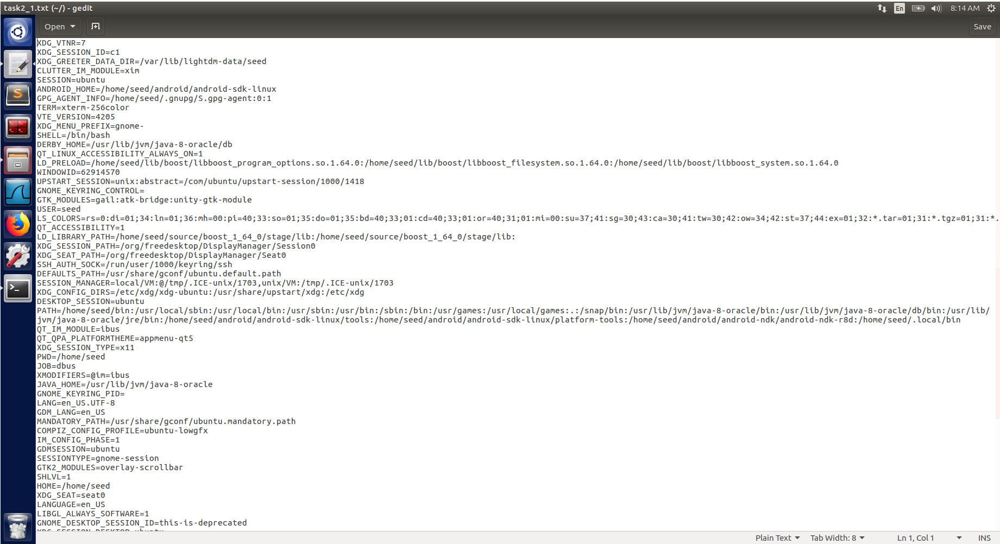 task2_1.txt (~/) - gedit
En
8:14 AM
Open
Save
XDG_VTNR=7
XDG_SESSION_ID=c1
XDG_GREETER_DATA_DIR=/var/lib/lightdm-data/seed
CLUTTER_IM_MODULE=xim
SESSION=ubuntu
ANDROID_HOME=/home/seed/android/android-sdk-linux
GPG_AGENT_INFO=/home/seed/.gnupg/S.gpg-agent:0:1
TERM=xterm-256color
VTE_VERSION=4205
XDG_MENU_PREFIX=gnome-
SHELL=/bin/bash
DERBY_HOME=/usr/lib/jvm/java-8-oracle/db
QT_LINUX_ACCESSIBILITY_ALWAYS_ON=1
LD_PRELOAD=/home/seed/lib/boost/libboost_program_options.so.1.64.0:/home/seed/lib/boost/libboost_filesystem.so.1.64.0:/home/seed/lib/boost/libboost_system.so.1.64.0
WINDOWID=62914570
UPSTART_SESSION=unix:abstract=/com/ubuntu/upstart-session/1000/1418
GNOME_KEYRING_CONTROL=
GTK_MODULES=gail:atk-bridge:unity-gtk-module
USER=seed
LS_COLORS=rs=0:di=01;34:ln=01;36:mh=00:pi=40;33:so=01;35:do=01;35:bd=40;33;01:cd=40;33;01:or=40;31;01:mi=00:su=37;41:sg=30;43:ca=30;41:tw=30;42:ow=34;42:st=37;44:ex=01;32:*.tar=01;31:*.tgz=01;31:*.
QT_ACCESSIBILITY=1
LD_LIBRARY_PATH=/home/seed/source/boost_1_64_0/stage/lib:/home/seed/source/boost_1_64_0/stage/lib:
XDG_SESSION_PATH=/org/freedesktop/DisplayManager/Session0
XDG_SEAT_PATH=/org/freedesktop/DisplayManager/Seat0
SSH_AUTH_SOCK=/run/user/1000/keyring/ssh
DEFAULTS_PATH=/usr/share/gconf/ubuntu.default.path
SESSION_MANAGER=local/VM:@/tmp/.ICE-unix/1703,unix/VM:/tmp/.ICE-unix/1703
XDG_CONFIG_DIRS=/etc/xdg/xdg-ubuntu:/usr/share/upstart/xdg:/etc/xdg
DESKTOP_SESSION=ubuntu
PATH=/home/seed/bin:/usr/local/sbin:/usr/local/bin:/usr/sbin:/usr/bin:/sbin:/bin:/usr/games:/usr/local/games:.:/snap/bin:/usr/lib/jvm/java-8-oracle/bin:/usr/lib/jvm/java-8-oracle/db/bin:/usr/lib/
jvm/java-8-oracle/jre/bin:/home/seed/android/android-sdk-linux/tools:/home/seed/android/android-sdk-linux/platform-tools:/home/seed/android/android-ndk/android-ndk-r8d:/home/seed/.local/bin
QT_IM_MODULE=ibus
QT_QPA_PLATFORMTHEME=appmenu-qt5
XDG_SESSION_TYPE=x11
PWD=/home/seed
JOB=dbus
XMODIFIERS=@im=ibus
JAVA_HOME=/usr/lib/jvm/java-8-oracle
GNOME_KEYRING_PID=
LANG=en_US.UTF-8
GDM_LANG=en_US
MANDATORY_PATH=/usr/share/gconf/ubuntu.mandatory.path
COMPIZ_CONFIG_PROFILE=ubuntu-lowgfx
IM_CONFIG_PHASE=1
GDMSESSION=ubuntu
SESSIONTYPE=gnome-session
GTK2_MODULES=overlay-scrollbar
SHLVL=1
HOME=/home/seed
XDG_SEAT=seat0
LANGUAGE=en_US
LIBGL_ALWAYS_SOFTWARE=1
GNOME_DESKTOP_SESSION_ID=this-is-deprecated
Plain Text
Tab Width: 8
Ln 1, Col 1
INS